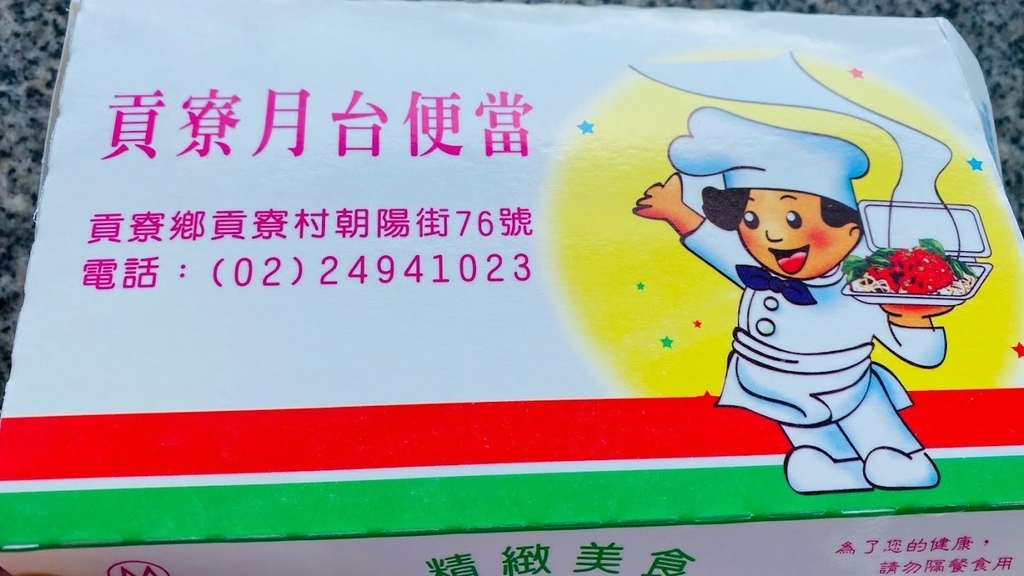 貢寮月台便當
貢寮鄉貢寮村朝陽街76號
電話：(02)24941023
精緻美食
為了您的健康，
請勿隔餐食用